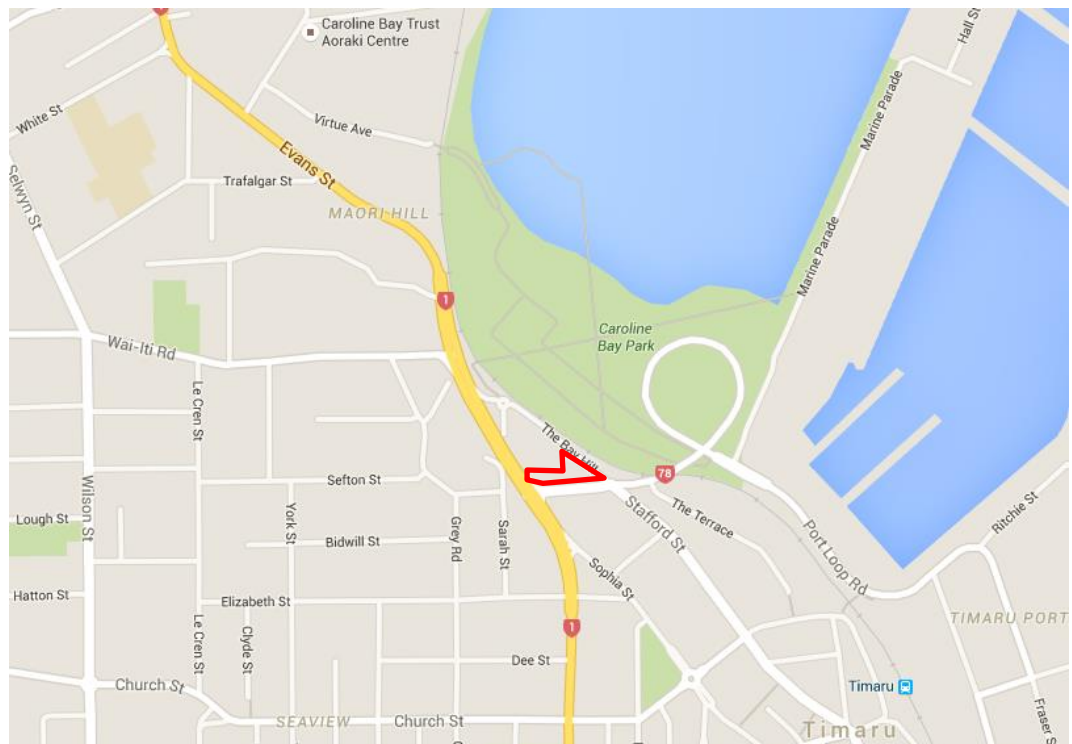 Caroline Bay Trust
Aoraki Centre
Hall St
White St
Virtue Ave
Marine Parade
Evans St
Selwyn St
Trafalgar St
MAORI HILL
Marine Parade
1
Caroline
Bay Park
Wai-Iti Rd
Le Cren St
The Bay Hill
78
Sefton St
Wilson St
York St
Grey Rd
Sarah St
Stafford St
The Terrace
Ritchie St
Lough St
Bidwill St
Port Loop Rd
Sophia St
Hatton St
Elizabeth St
Clyde St
Le Cren St
1
TIMARU PORT
Dee St
Church St
Timaru
Fraser S
SEAVIEW
Church St
Timaru